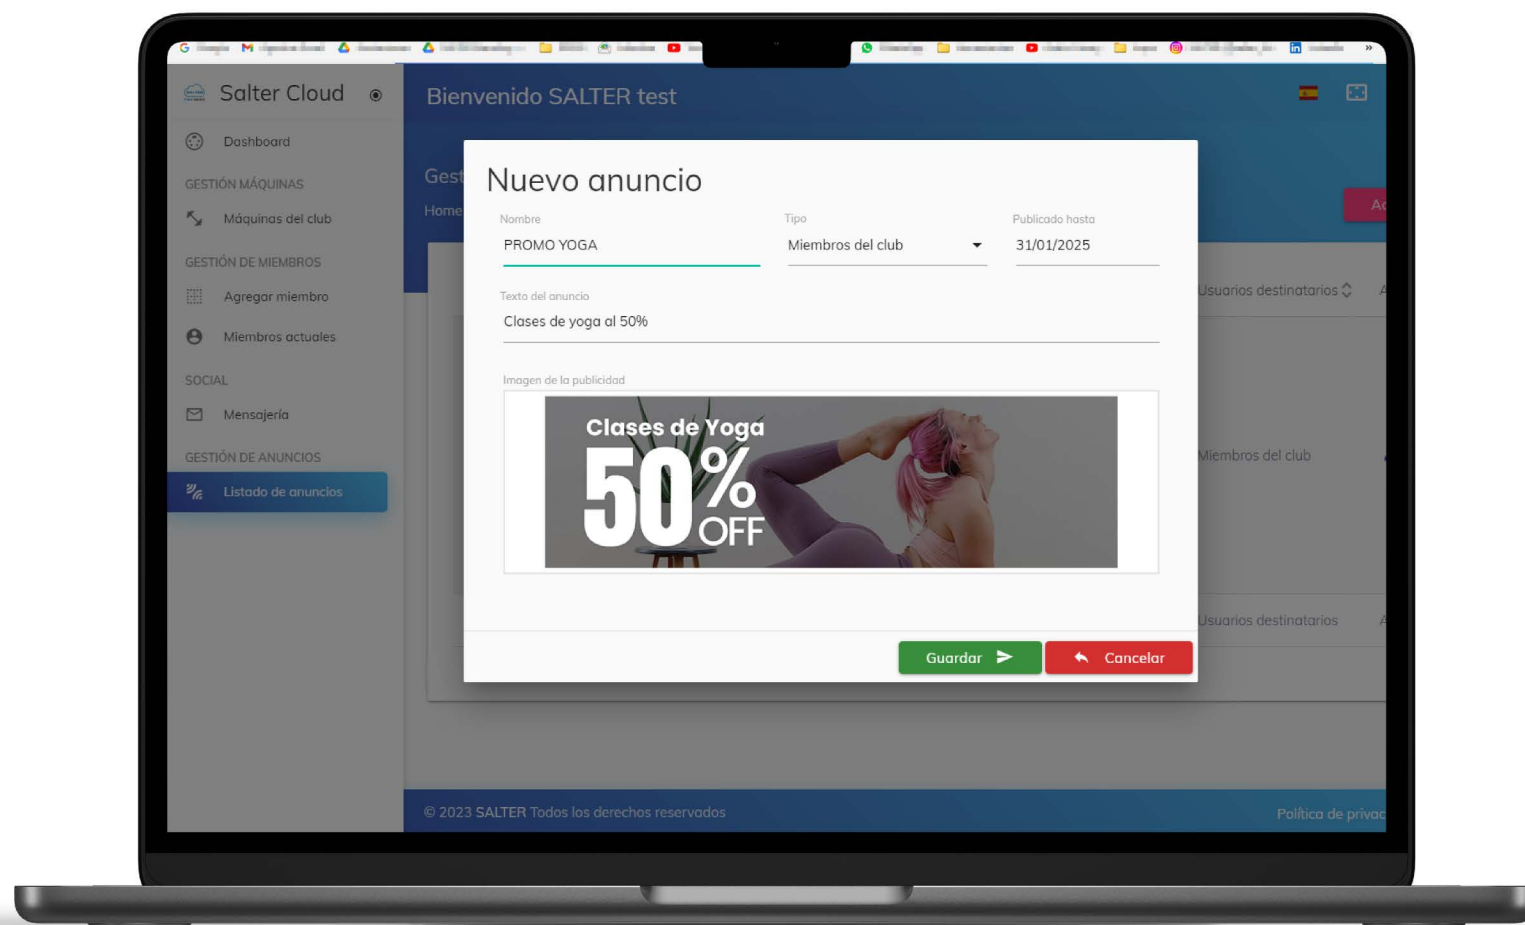 Salter Cloud
Bienvenido SALTER test
Dashboard
GESTIÓN MÁQUINAS
Máquinas del club
GESTIÓN DE MIEMBROS
Agregar miembro
Miembros actuales
SOCIAL
Mensajería
GESTIÓN DE ANUNCIOS
Listado de anuncios
Home
Nuevo anuncio
Nombre
Tipo
Publicado hasta
PROMO YOGA
Miembros del club
31/01/2025
Texto del anuncio
Clases de yoga al 50%
Imagen de la publicidad
Clases de Yoga
50%
OFF
Guardar
Cancelar
Usuarios destinatarios
Miembros del club
Usuarios destinatarios
© 2023 SALTER Todos los derechos reservados
Política de